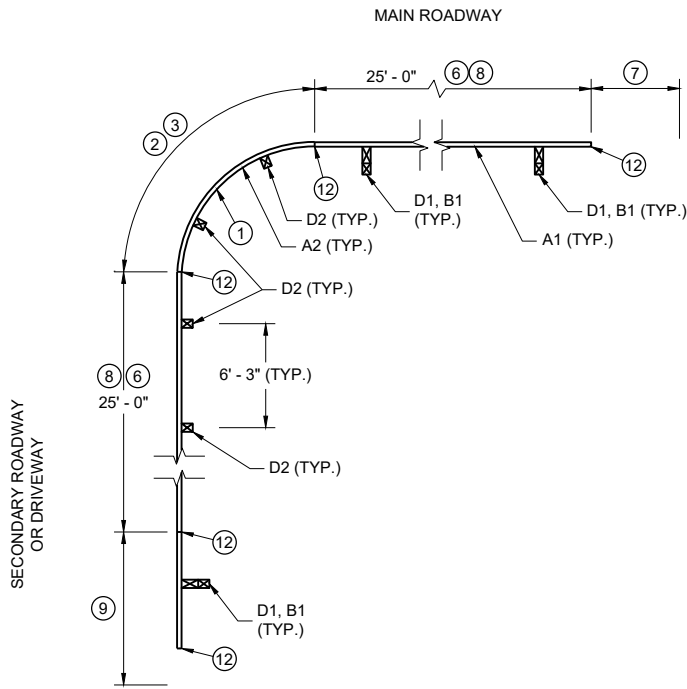 MAIN ROADWAY
25' - 0"
6
8
7
2
3
12
12
D1, B1
(TYP.)
D1, B1 (TYP.)
D2 (TYP.)
A2 (TYP.)
A1 (TYP.)
1
12
D2 (TYP.)
8
6
25' - 0"
6' - 3" (TYP.)
D2 (TYP.)
SECONDARY ROADWAY
OR DRIVEWAY
12
9
D1, B1
(TYP.)
12